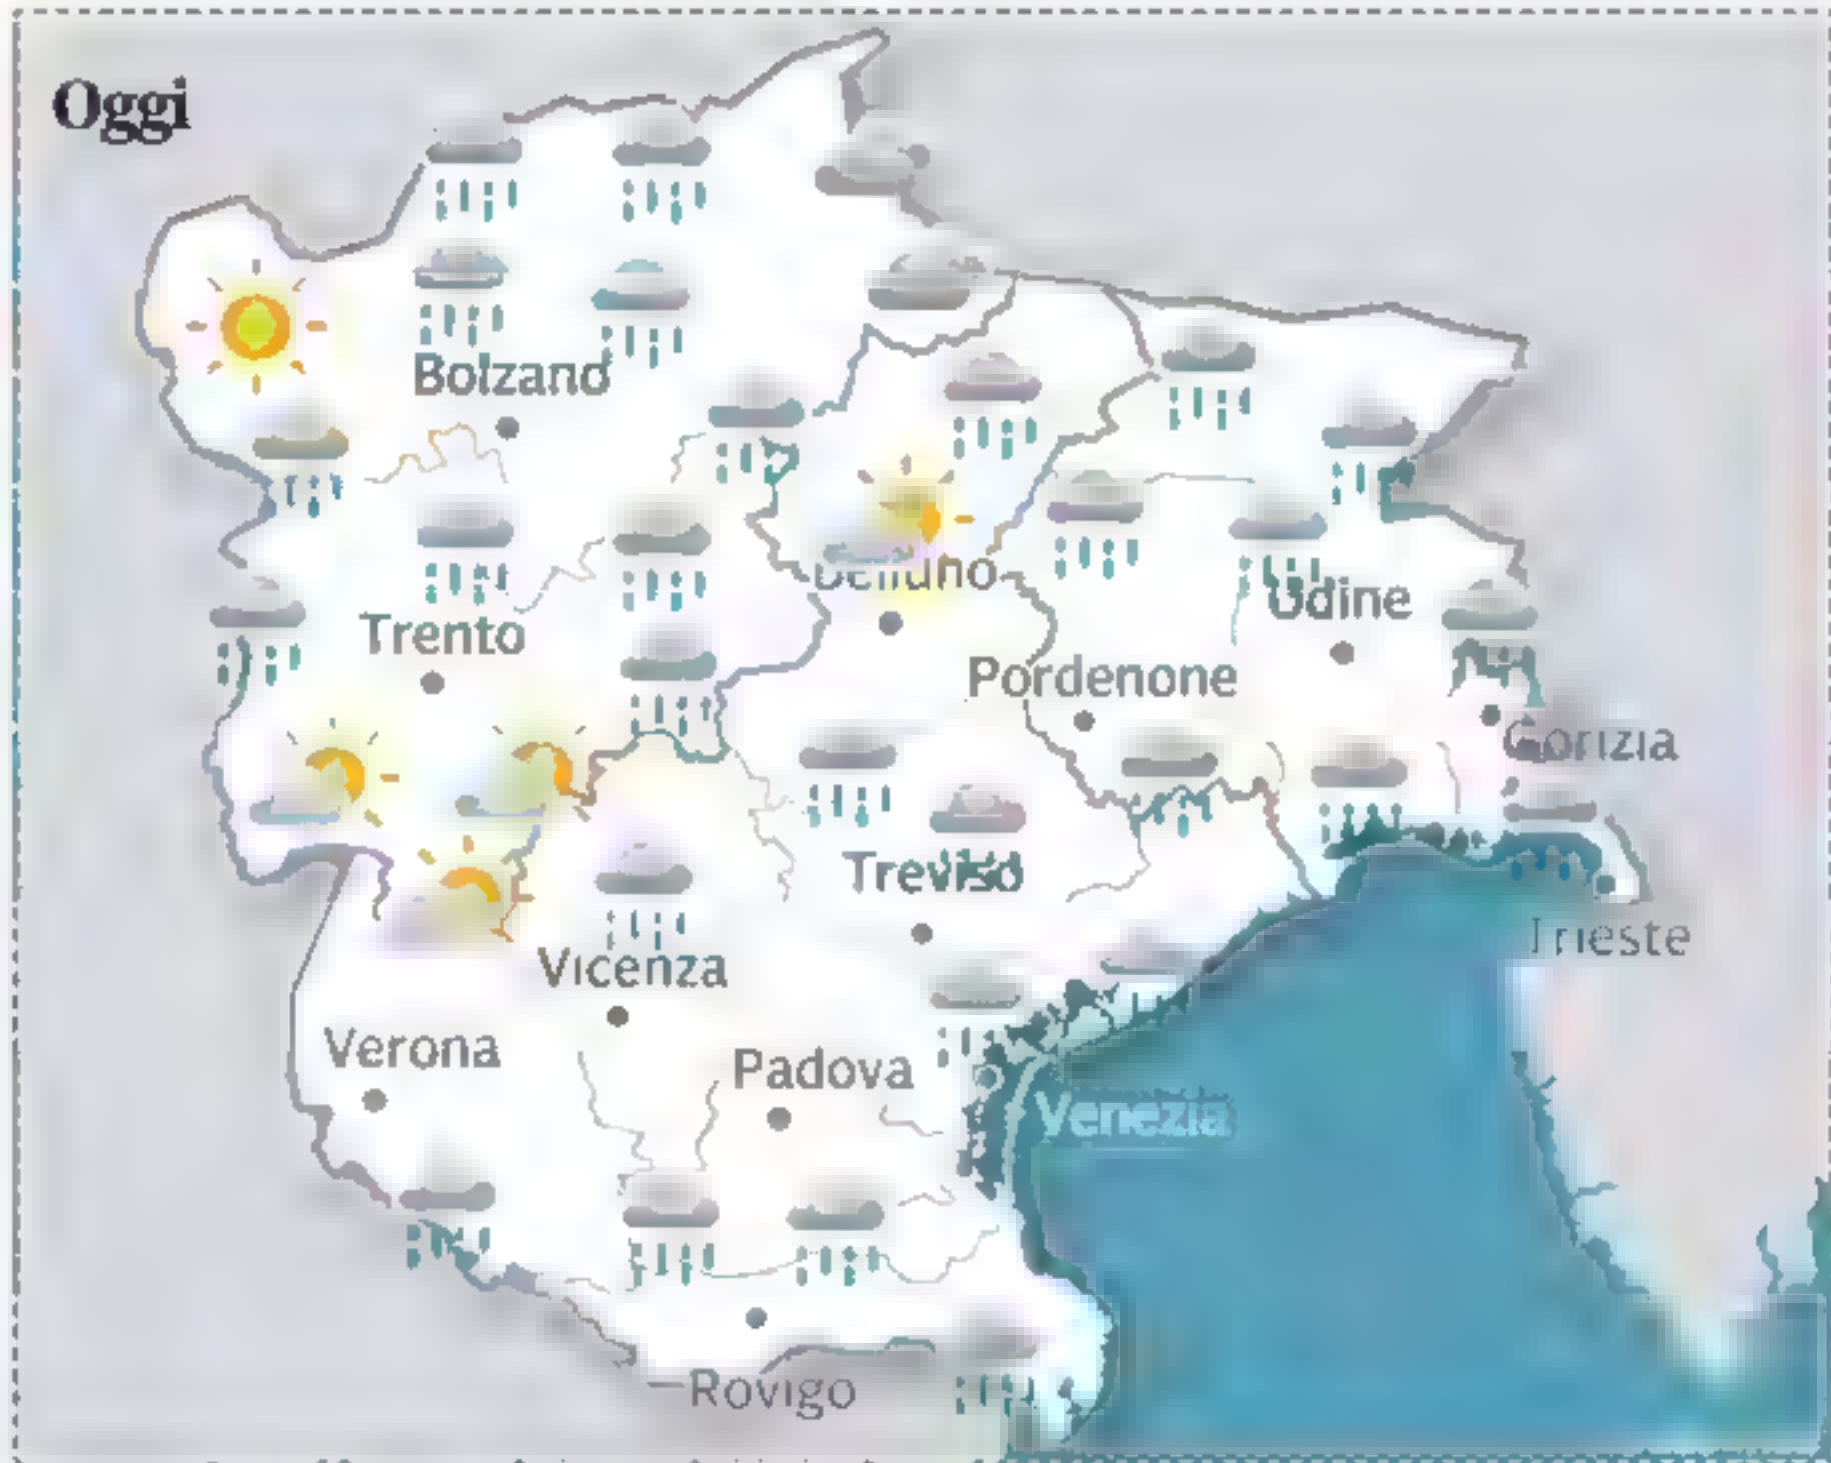 Oggi
Bolzano
Belluno
Trento
Udine
Pordenone
Gorizia
Treviso
Trieste
Vicenza
Verona
Padova
Venezia
Rovigo